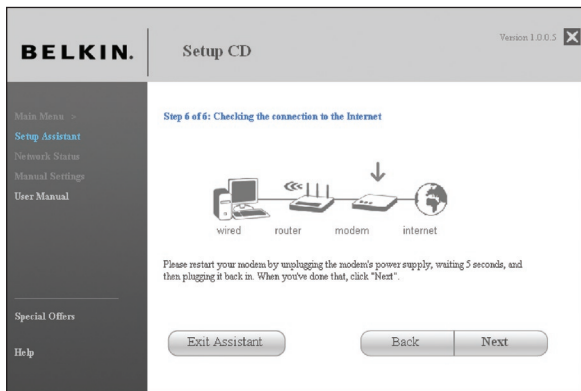 BELKIN.
Setup CD
Version 1.0.0.5
Main Menu >
Setup Assistant
Network Status
Manual Settings
User Manual
Special Offers
Help
Step 6 of 6: Checking the connection to the Internet
wired router modem internet
Please restart your modem by unplugging the modem's power supply, waiting 5 seconds, and
then plugging it back in. When you've done that, click "Next".
Exit Assistant
Back
Next